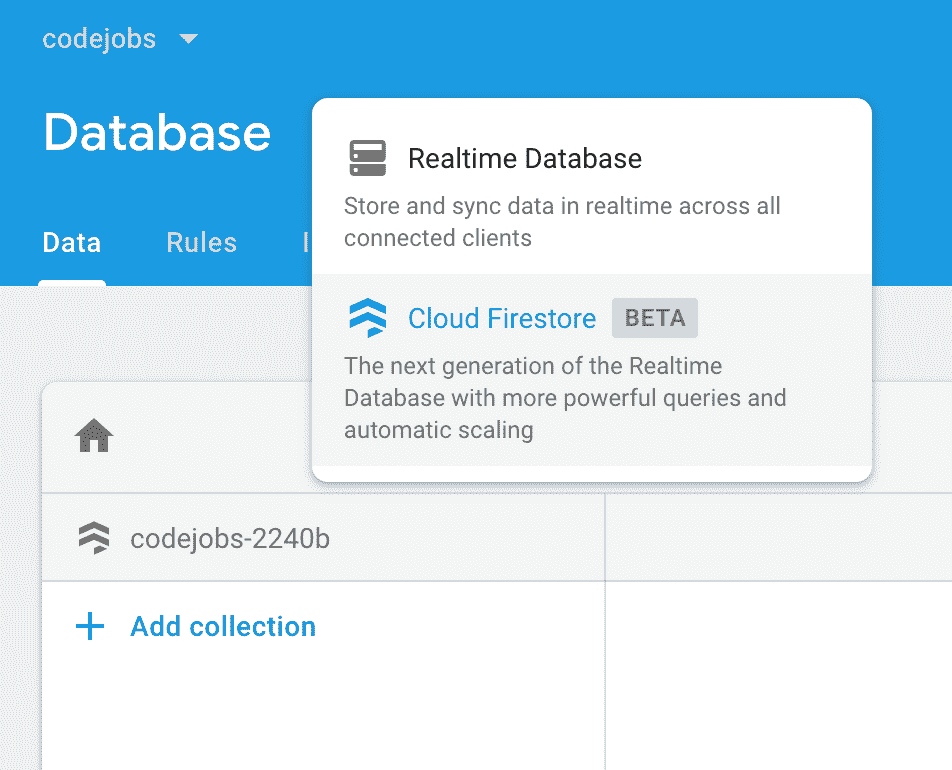 codejobs
Database
Data
Rules
Realtime Database
Store and sync data in realtime across all
connected clients
Cloud Firestore BETA
The next generation of the Realtime
Database with more powerful queries and
automatic scaling
codejobs-2240b
Add collection